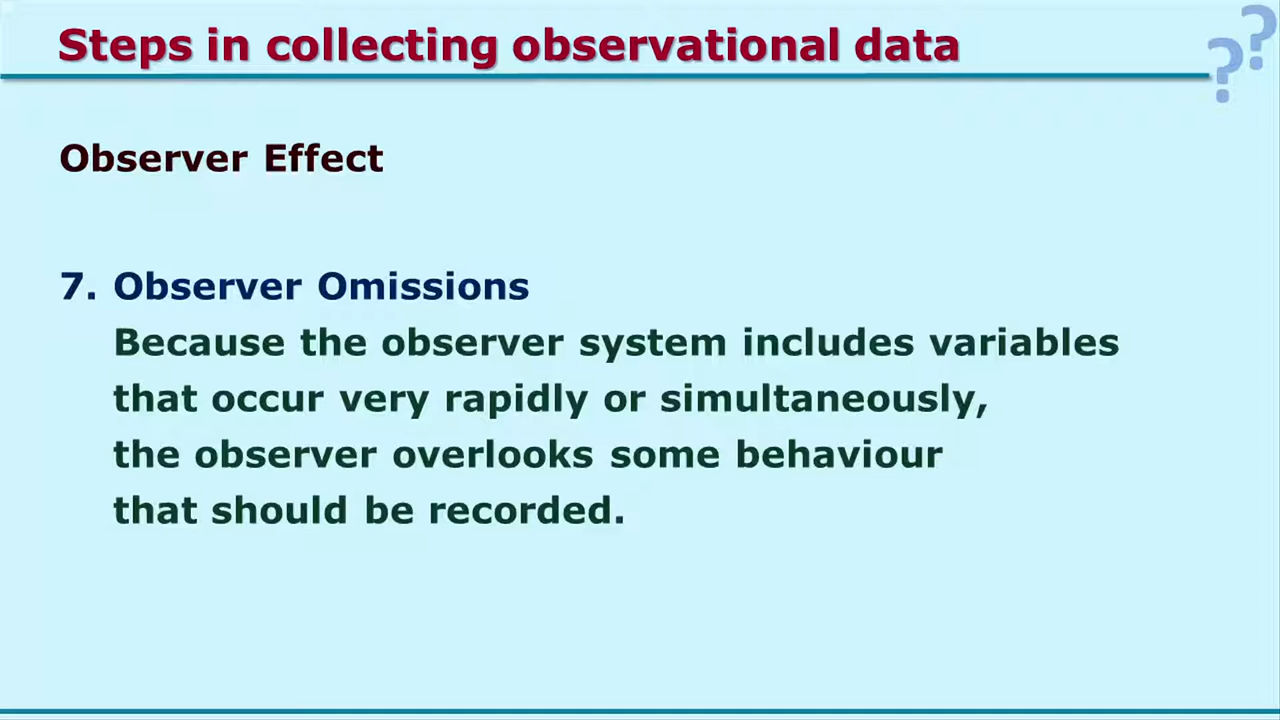 Steps in collecting observational data
??
Observer Effect
7. Observer Omissions
Because the observer system includes variables
that occur very rapidly or simultaneously,
the observer overlooks some behaviour
that should be recorded.